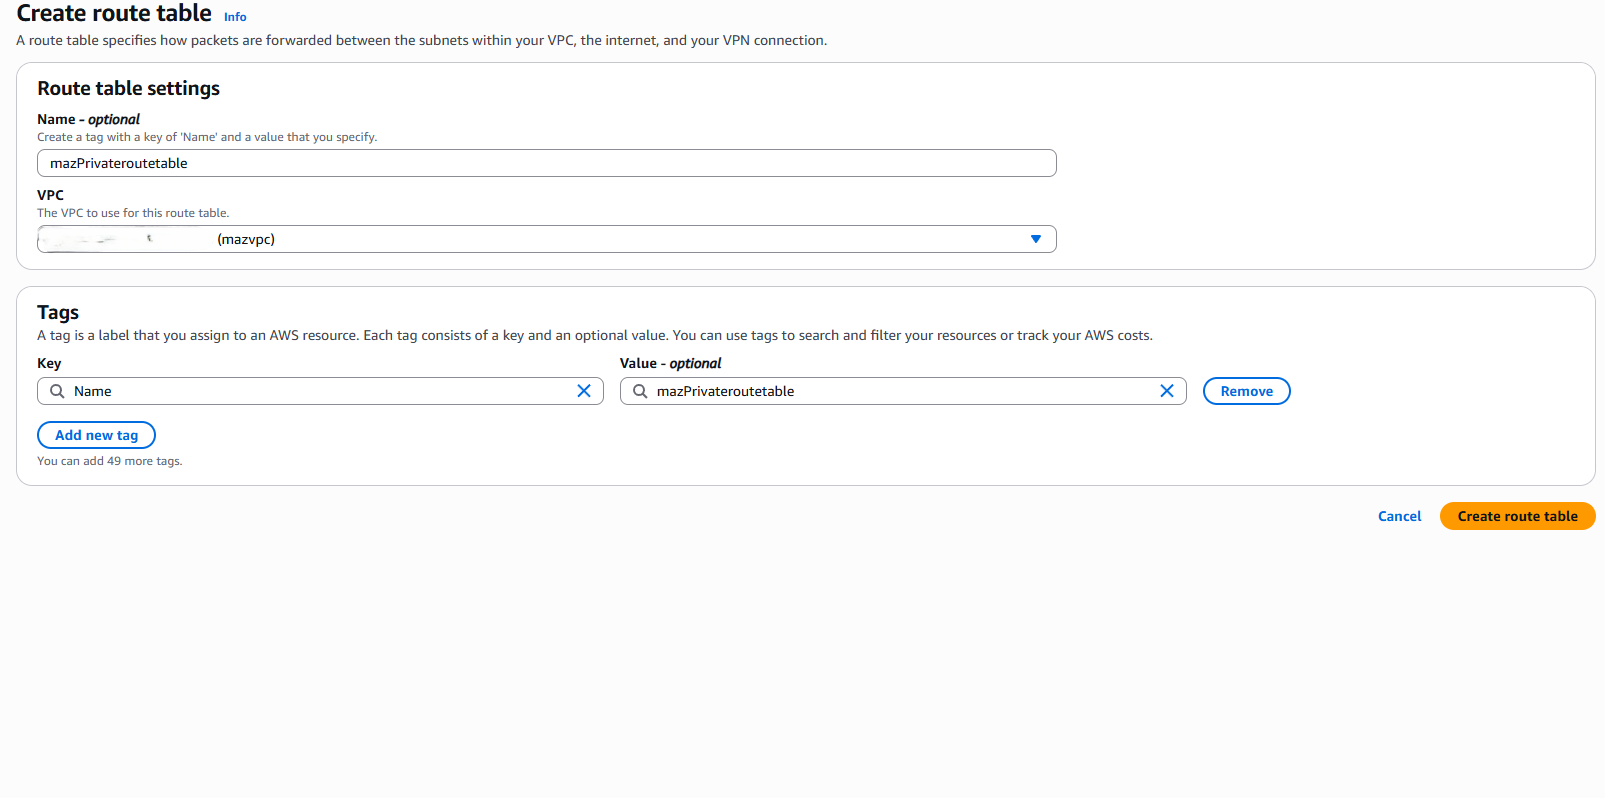 Create route table Info
A route table specifies how packets are forwarded between the subnets within your VPC, the internet, and your VPN connection.
Route table settings
Name - optional
Create a tag with a key of 'Name' and a value that you specify.
mazPrivateroutetable
VPC
The VPC to use for this route table.
(mazvpc)
Tags
A tag is a label that you assign to an AWS resource. Each tag consists of a key and an optional value. You can use tags to search and filter your resources or track your AWS costs.
Key Value - optional
Name mazPrivateroutetable Remove
Add new tag
You can add 49 more tags.
Cancel Create route table